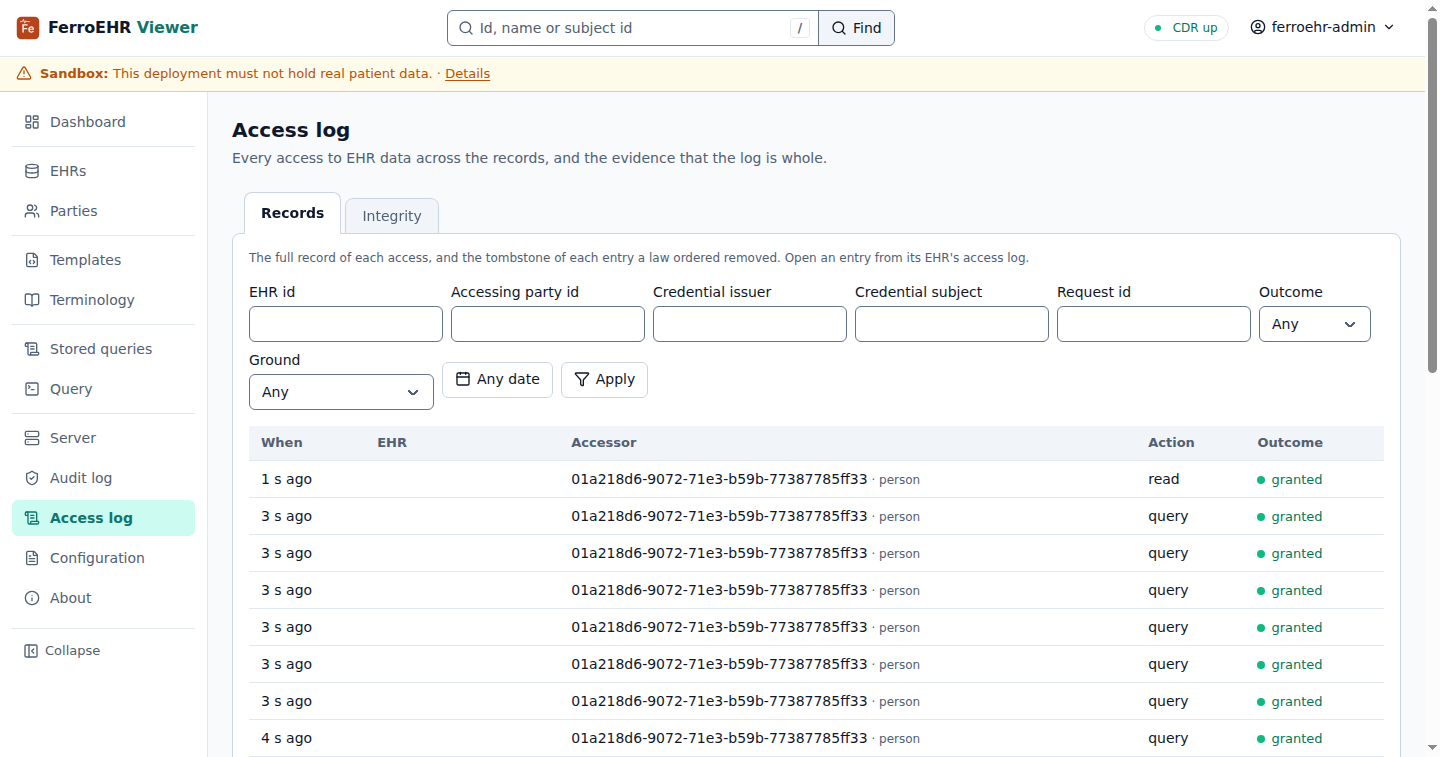 Fe FerroEHR Viewer
Id, name or subject id / Find
CDR up
ferroehr-admin
Sandbox: This deployment must not hold real patient data. · Details
Dashboard
EHRs
Parties
Templates
Terminology
Stored queries
Query
Server
Audit log
Access log
Configuration
About
Collapse
Access log
Every access to EHR data across the records, and the evidence that the log is whole.
Records Integrity
The full record of each access, and the tombstone of each entry a law ordered removed. Open an entry from its EHR's access log.
EHR id Accessing party id Credential issuer Credential subject Request id Outcome
Any
Ground
Any Any date Apply
When EHR Accessor Action Outcome
1 s ago 01a218d6-9072-71e3-b59b-77387785ff33 · person read granted
3 s ago 01a218d6-9072-71e3-b59b-77387785ff33 · person query granted
3 s ago 01a218d6-9072-71e3-b59b-77387785ff33 · person query granted
3 s ago 01a218d6-9072-71e3-b59b-77387785ff33 · person query granted
3 s ago 01a218d6-9072-71e3-b59b-77387785ff33 · person query granted
3 s ago 01a218d6-9072-71e3-b59b-77387785ff33 · person query granted
3 s ago 01a218d6-9072-71e3-b59b-77387785ff33 · person query granted
4 s ago 01a218d6-9072-71e3-b59b-77387785ff33 · person query granted